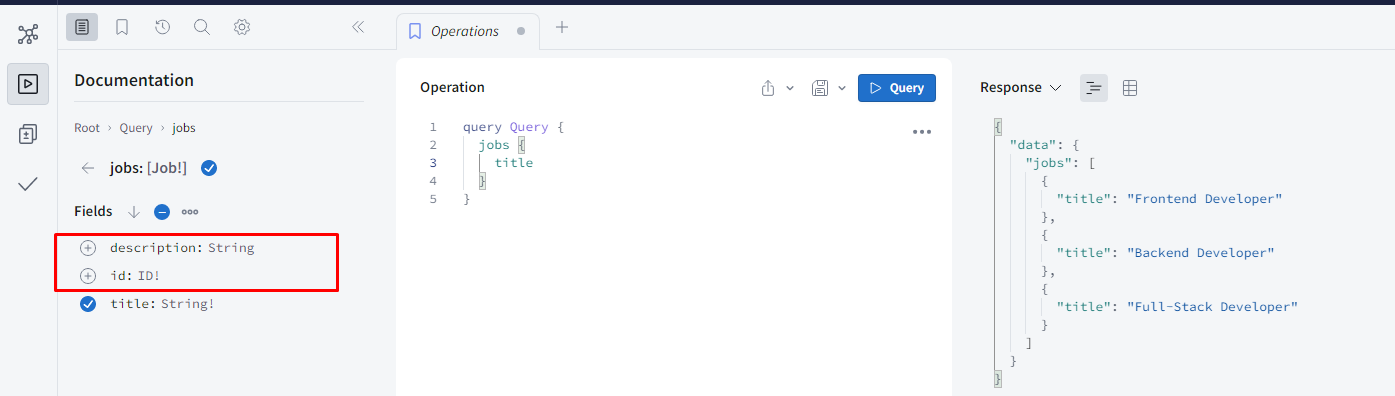 Operations
Documentation
Root › Query › jobs
jobs: [Job!]
Fields
description: String
id: ID!
title: String!
Operation
Query
1 query Query {
2 jobs {
3 title
4 }
5 }
Response
{
"data": {
"jobs": [
{
"title": "Frontend Developer"
},
{
"title": "Backend Developer"
},
{
"title": "Full-Stack Developer"
}
]
}
}